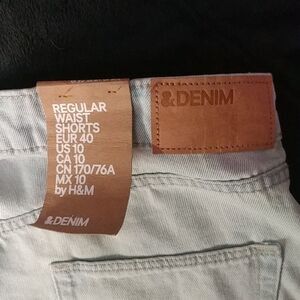 &DENIM
REGULAR
WAIST
SHORTS
EUR 40
US 10
CA 10
CN 170/76A
MX 10
by H&M
&DENIM